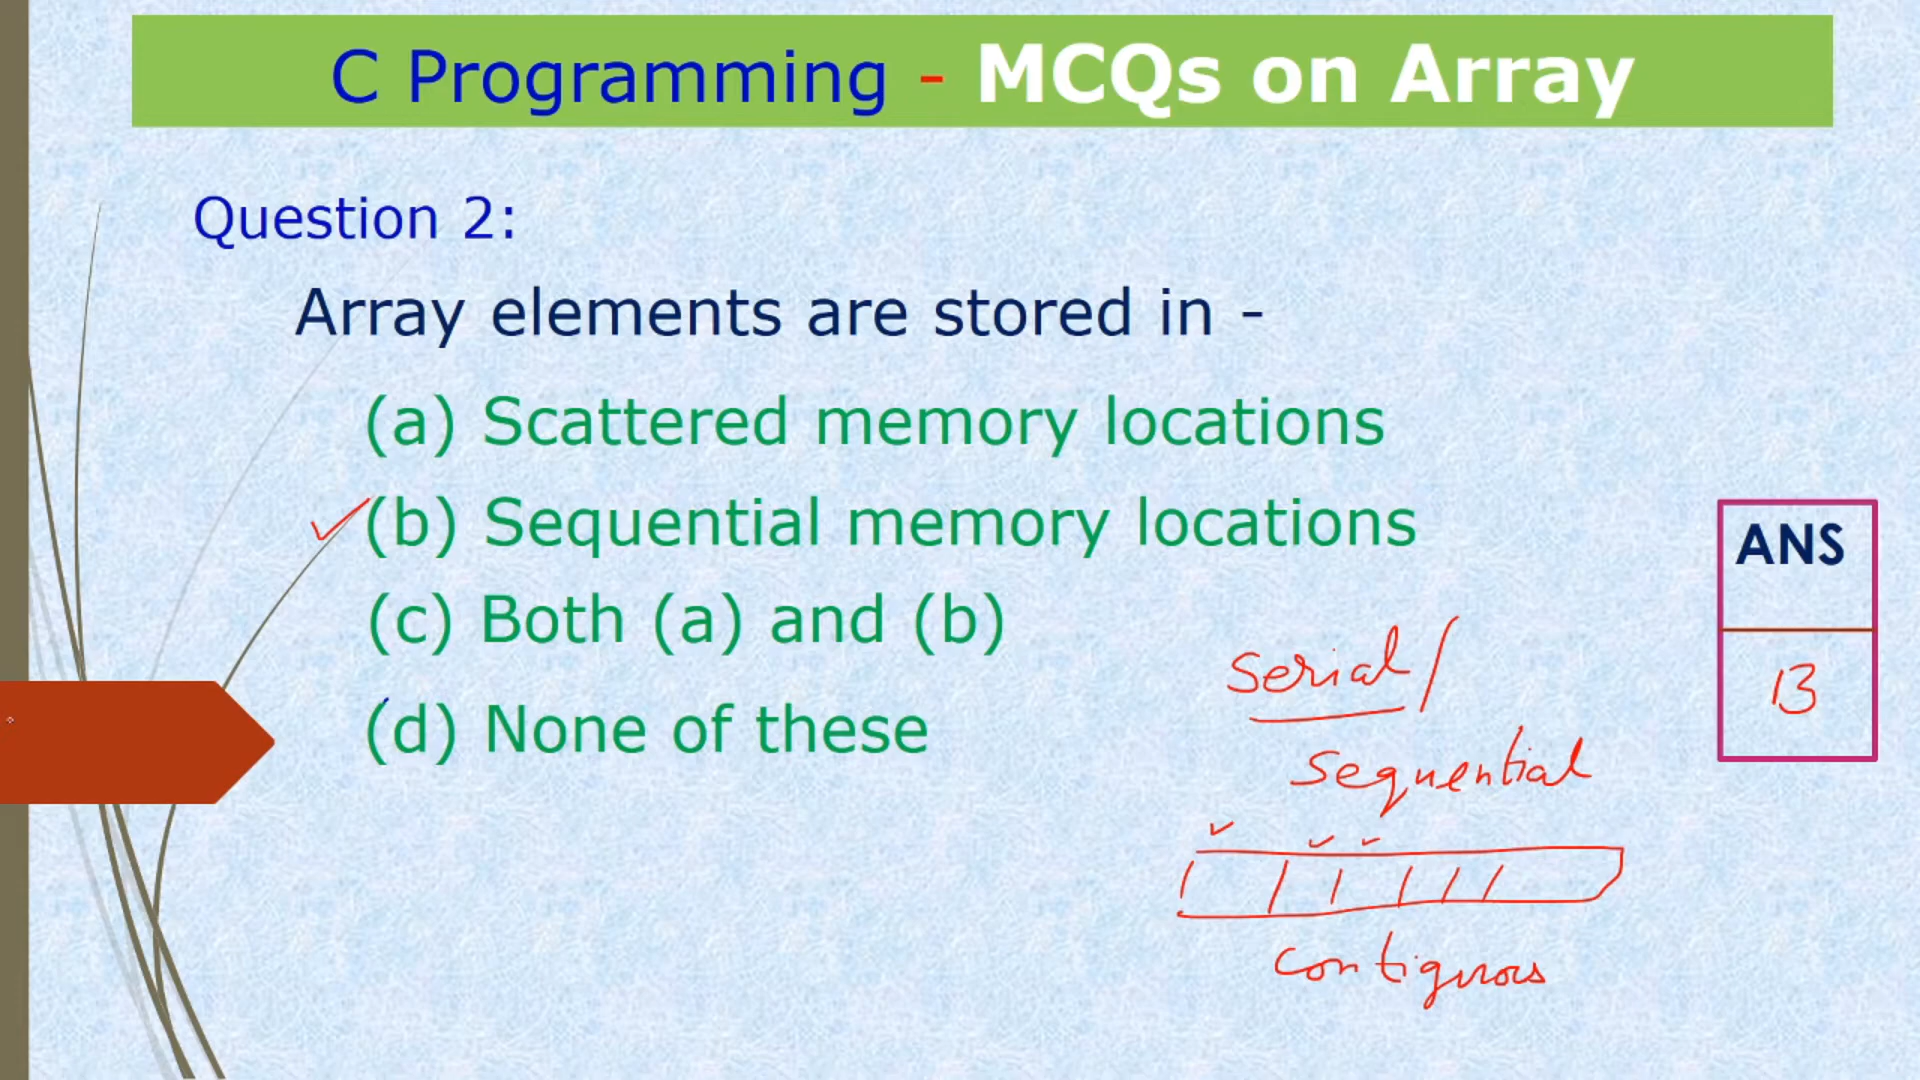 C Programming - MCQs on Array
Question 2:
Array elements are stored in -
(a) Scattered memory locations
(b) Sequential memory locations
(c) Both (a) and (b)
(d) None of these
ANS
B
serial/
sequential
contiguous